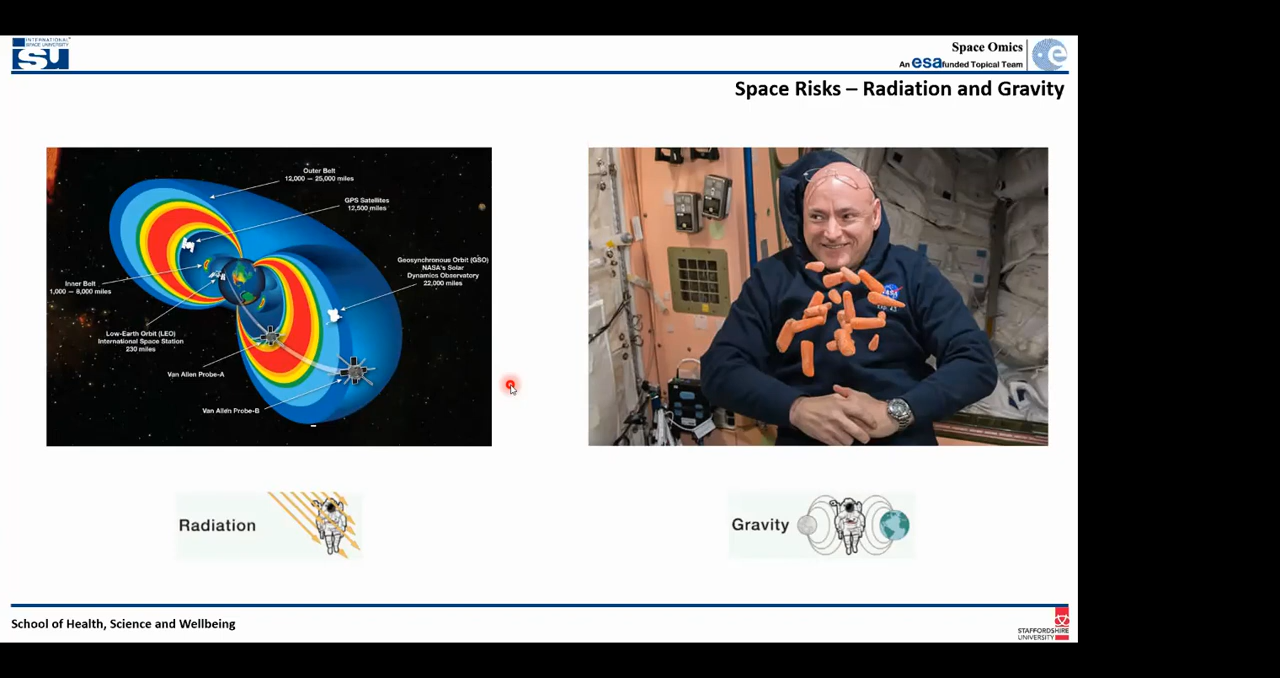 INTERNATIONAL
SPACE UNIVERSITY
ISU
Space Omics
An esa funded Topical Team
Space Risks – Radiation and Gravity
Outer Belt
12,000 — 25,000 miles
GPS Satellites
12,500 miles
Geosynchronous Orbit (GSO)
NASA's Solar
Dynamics Observatory
22,000 miles
Inner Belt
1,000 — 8,000 miles
Low-Earth Orbit (LEO)
International Space Station
230 miles
Van Allen Probe-A
Van Allen Probe-B
NASA
Radiation
Gravity
School of Health, Science and Wellbeing
STAFFORDSHIRE
UNIVERSITY